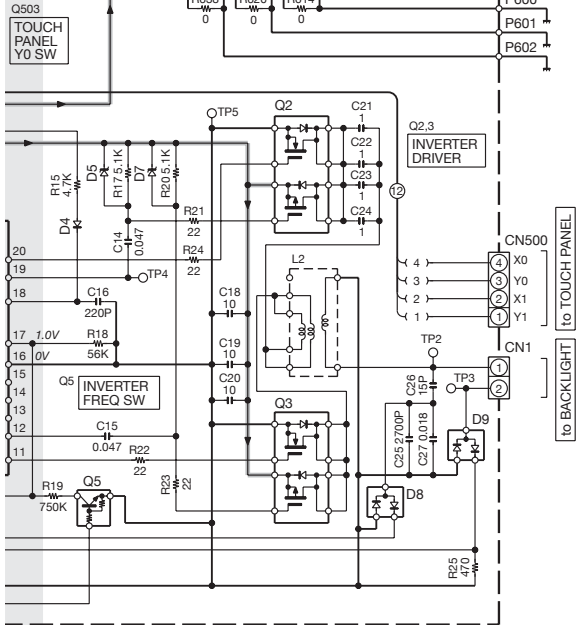 Q503
TOUCH
PANEL
Y0 SW
0
0
0
P601
P602
TP5
Q2
C21
1
C22
1
C23
1
C24
1
Q2,3
INVERTER
DRIVER
12
R15
4.7K
D5
R17 5.1K
D7
R20 5.1K
D4
R21
22
C14
0.047
R24
22
TP4
20
19
18
17
16
15
14
13
12
11
C16
220P
1.0V
0V
R18
56K
C18
10
C19
10
C20
10
L2
Q5
INVERTER
FREQ SW
C15
0.047
R22
22
R23
22
R19
750K
Q5
Q3
4
3
2
1
CN500
4 X0
3 Y0
2 X1
1 Y1
to TOUCH PANEL
TP2
CN1
1
2
to BACKLIGHT
C26
15P
TP3
C25 2700P
C27 0.018
D9
D8
R25
470